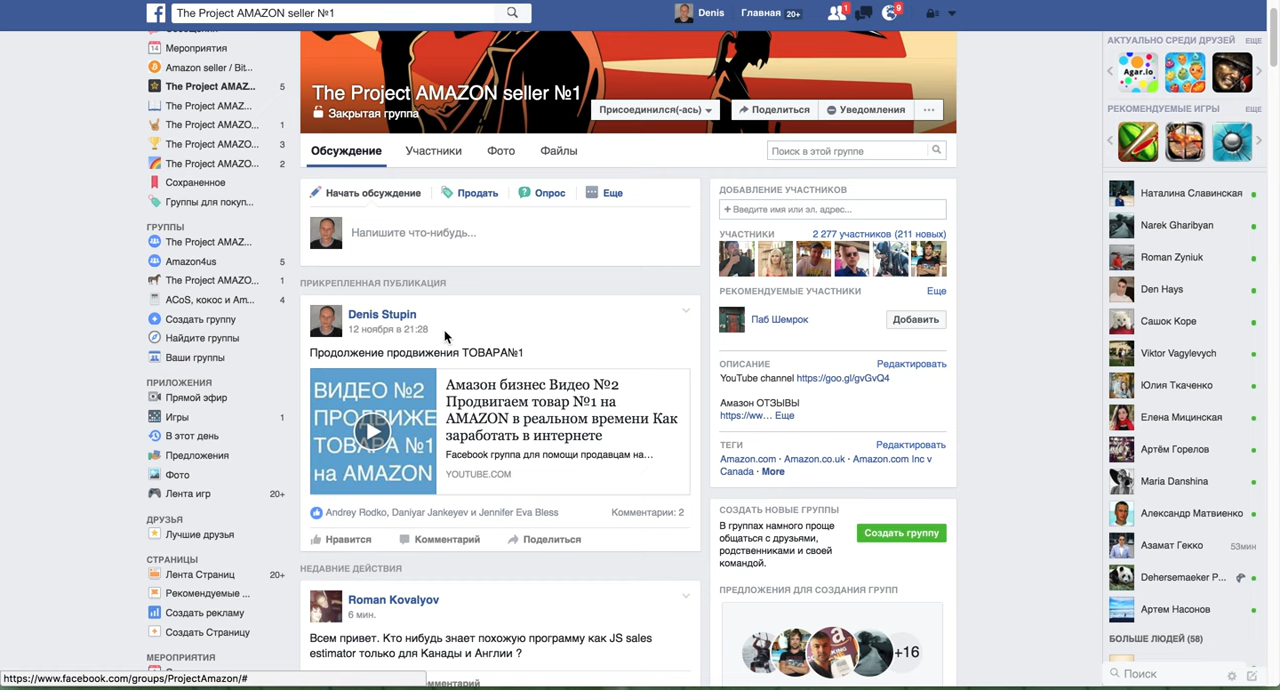 The Project AMAZON seller №1
Denis
Главная 20+
1
9
14 Мероприятия
Amazon seller / Bit...
The Project AMAZ... 5
The Project AMAZ...
The Project AMAZO... 1
The Project AMAZO... 3
The Project AMAZO... 2
Сохраненное
Группы для покуп...
ГРУППЫ
The Project AMAZ...
Amazon4us 5
The Project AMAZO... 1
ACoS, кокос и Am... 4
Создать группу
Найдите группы
Ваши группы
ПРИЛОЖЕНИЯ
Прямой эфир
Игры 1
В этот день
Предложения
Фото
Лента игр 20+
ДРУЗЬЯ
Лучшие друзья
СТРАНИЦЫ
Лента Страниц 20+
Рекомендуемые ...
Создать рекламу
Создать Страницу
МЕРОПРИЯТИЯ
https://www.facebook.com/groups/ProjectAmazon/#
The Project AMAZON seller №1
Закрытая группа
Присоединился(-ась)
Поделиться
Уведомления
Обсуждение
Участники
Фото
Файлы
Поиск в этой группе
Начать обсуждение
Продать
Опрос
Еще
Напишите что-нибудь...
ПРИКРЕПЛЕННАЯ ПУБЛИКАЦИЯ
Denis Stupin
12 ноября в 21:28
Продолжение продвижения ТОВАРА№1
ВИДЕО №2
ПРОДВИЖЕ
ТОВАРА №1
на AMAZON
Амазон бизнес Видео №2
Продвигаем товар №1 на
AMAZON в реальном времени Как
заработать в интернете
Facebook группа для помощи продавцам на...
YOUTUBE.COM
Andrey Rodko, Daniyar Jankeyev и Jennifer Eva Bless
Комментарии: 2
Нравится
Комментарий
Поделиться
НЕДАВНИЕ ДЕЙСТВИЯ
Roman Kovalyov
6 мин.
Всем привет. Кто нибудь знает похожую программу как JS sales
estimator только для Канады и Англии ?
ДОБАВЛЕНИЕ УЧАСТНИКОВ
+ Введите имя или эл. адрес...
УЧАСТНИКИ
2 277 участников (211 новых)
РЕКОМЕНДУЕМЫЕ УЧАСТНИКИ
Еще
Паб Шемрок
Добавить
ОПИСАНИЕ
Редактировать
YouTube channel https://goo.gl/gvGvQ4
Амазон ОТЗЫВЫ
https://ww... Еще
ТЕГИ
Редактировать
Amazon.com · Amazon.co.uk · Amazon.com Inc v
Canada · More
СОЗДАТЬ НОВЫЕ ГРУППЫ
В группах намного проще
общаться с друзьями,
родственниками и своей
командой.
Создать группу
ПРЕДЛОЖЕНИЯ ДЛЯ СОЗДАНИЯ ГРУПП
+16
АКТУАЛЬНО СРЕДИ ДРУЗЕЙ ЕЩЕ
Agar.io
РЕКОМЕНДУЕМЫЕ ИГРЫ ЕЩЕ
Наталина Славинская
Narek Gharibyan
Roman Zyniuk
Den Hays
Сашок Коре
Viktor Vagylevych
Юлия Ткаченко
Елена Мицинская
Артём Горелов
Maria Danshina
Александр Матвиенко
Азамат Гекко 53мин
Dehersemaeker P...
Артем Насонов
БОЛЬШЕ ЛЮДЕЙ (58)
Поиск